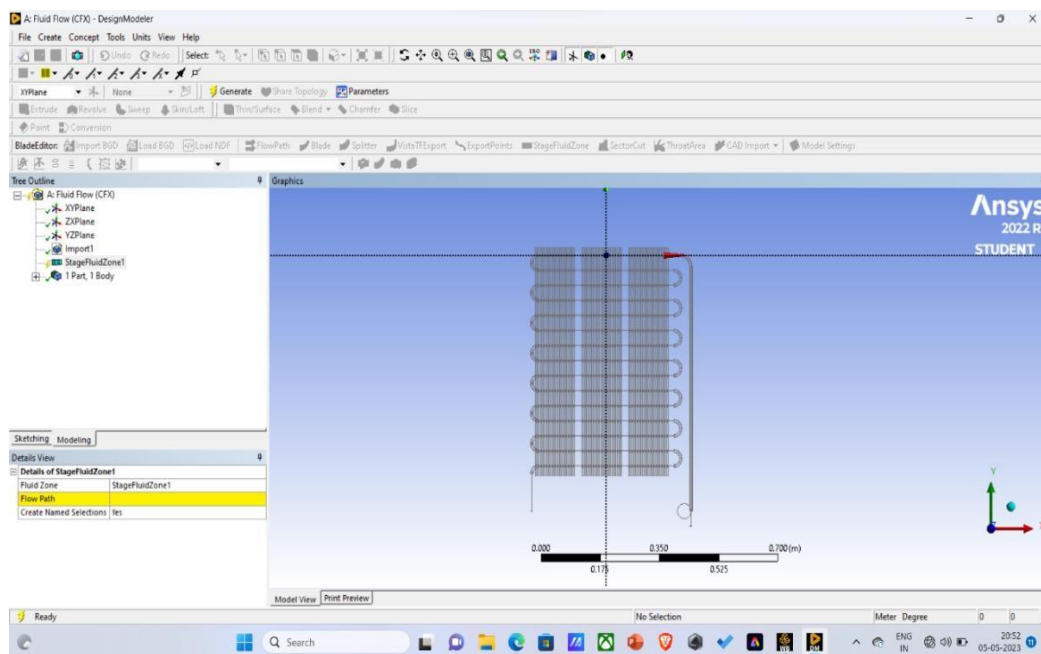 A: Fluid Flow (CFX) - DesignModeler
File Create Concept Tools Units View Help
Undo Redo Select:
XYPlane None Generate Share Topology Parameters
Extrude Revolve Sweep Skin/Loft Thin/Surface Blend Chamfer Slice
Point Conversion
BladeEditor: Import BGD Load BGD Load NDF FlowPath Blade Splitter VistaTFExport ExportPoints StageFluidZone SectorCut ThroatArea CAD Import Model Settings
Tree Outline
A: Fluid Flow (CFX)
XYPlane
ZXPlane
YZPlane
Import1
StageFluidZone1
1 Part, 1 Body
Sketching Modeling
Details View
Details of StageFluidZone1
Fluid Zone StageFluidZone1
Flow Path
Create Named Selections Yes
Graphics
Ansys
2022 R
STUDENT
Y
0.000 0.350 0.700 (m)
0.175 0.525
Model View Print Preview
Ready No Selection Meter Degree 0 0
Search
ENG
IN
20:52
05-05-2023